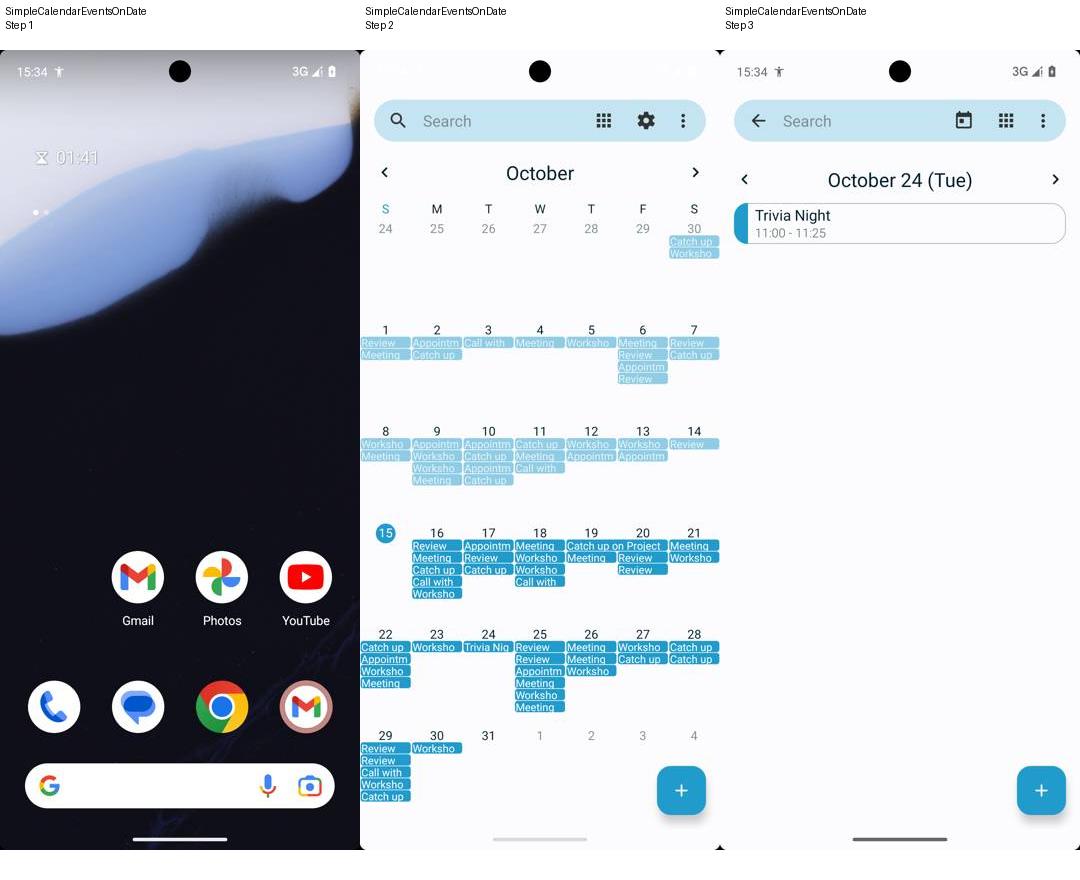 SimpleCalendarEventsOnDate
Step 1
15:34
3G
01:41
Gmail
Photos
YouTube
SimpleCalendarEventsOnDate
Step 2
Search
October
S M T W T F S
24 25 26 27 28 29 30
Catch up
Worksho
1 2 3 4 5 6 7
Review Appointm Call with Meeting Worksho Meeting Review
Meeting Catch up Review Catch up
Appointm
Review
8 9 10 11 12 13 14
Worksho Appointm Appointm Catch up Worksho Worksho Review
Meeting Worksho Catch up Meeting Appointm Appointm
Worksho Appointm Call with
Meeting Catch up
15 16 17 18 19 20 21
Review Appointm Meeting Catch up on Project Meeting
Meeting Review Worksho Meeting Review Worksho
Catch up Catch up Worksho Review
Call with Call with
Worksho
22 23 24 25 26 27 28
Catch up Worksho Trivia Nig Review Meeting Worksho Catch up
Appointm Review Meeting Catch up Catch up
Worksho Appointm Worksho
Meeting Meeting
Worksho
Meeting
29 30 31 1 2 3 4
Review Worksho
Review
Call with
Worksho
Catch up
+
SimpleCalendarEventsOnDate
Step 3
15:34
3G
Search
October 24 (Tue)
Trivia Night
11:00 - 11:25
+